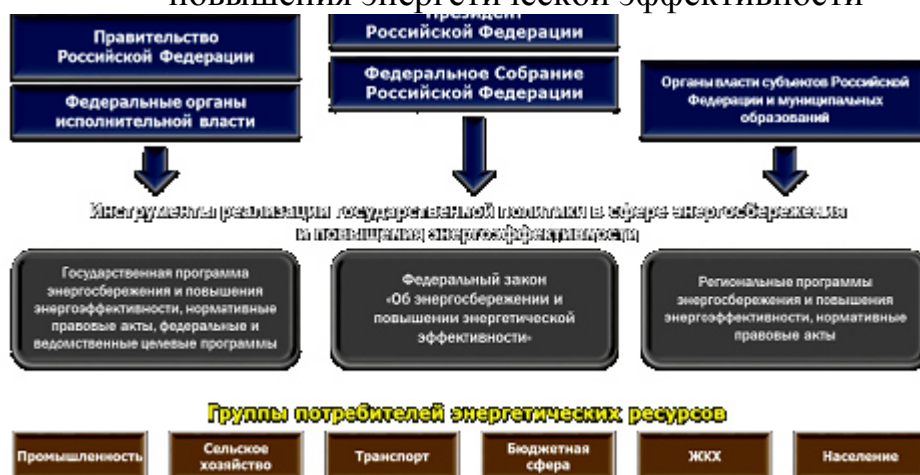 повышения энергетической эффективности
Правительство
Российской Федерации
Федеральные органы
исполнительной власти
Президент
Российской Федерации
Федеральное Собрание
Российской Федерации
Органы власти субъектов Российской
Федерации и муниципальных
образований
Инструменты реализации государственной политики в сфере энергосбережения
и повышения энергоэффективности
Государственная программа
энергосбережения и повышения
энергоэффективности, нормативные
правовые акты, федеральные и
ведомственные целевые программы
Федеральный закон
«Об энергосбережении и
повышении энергетической
эффективности»
Региональные программы
энергосбережения и повышения
энергоэффективности, нормативные
правовые акты
Группы потребителей энергетических ресурсов
Промышленность
Сельское
хозяйство
Транспорт
Бюджетная
сфера
ЖКХ
Население